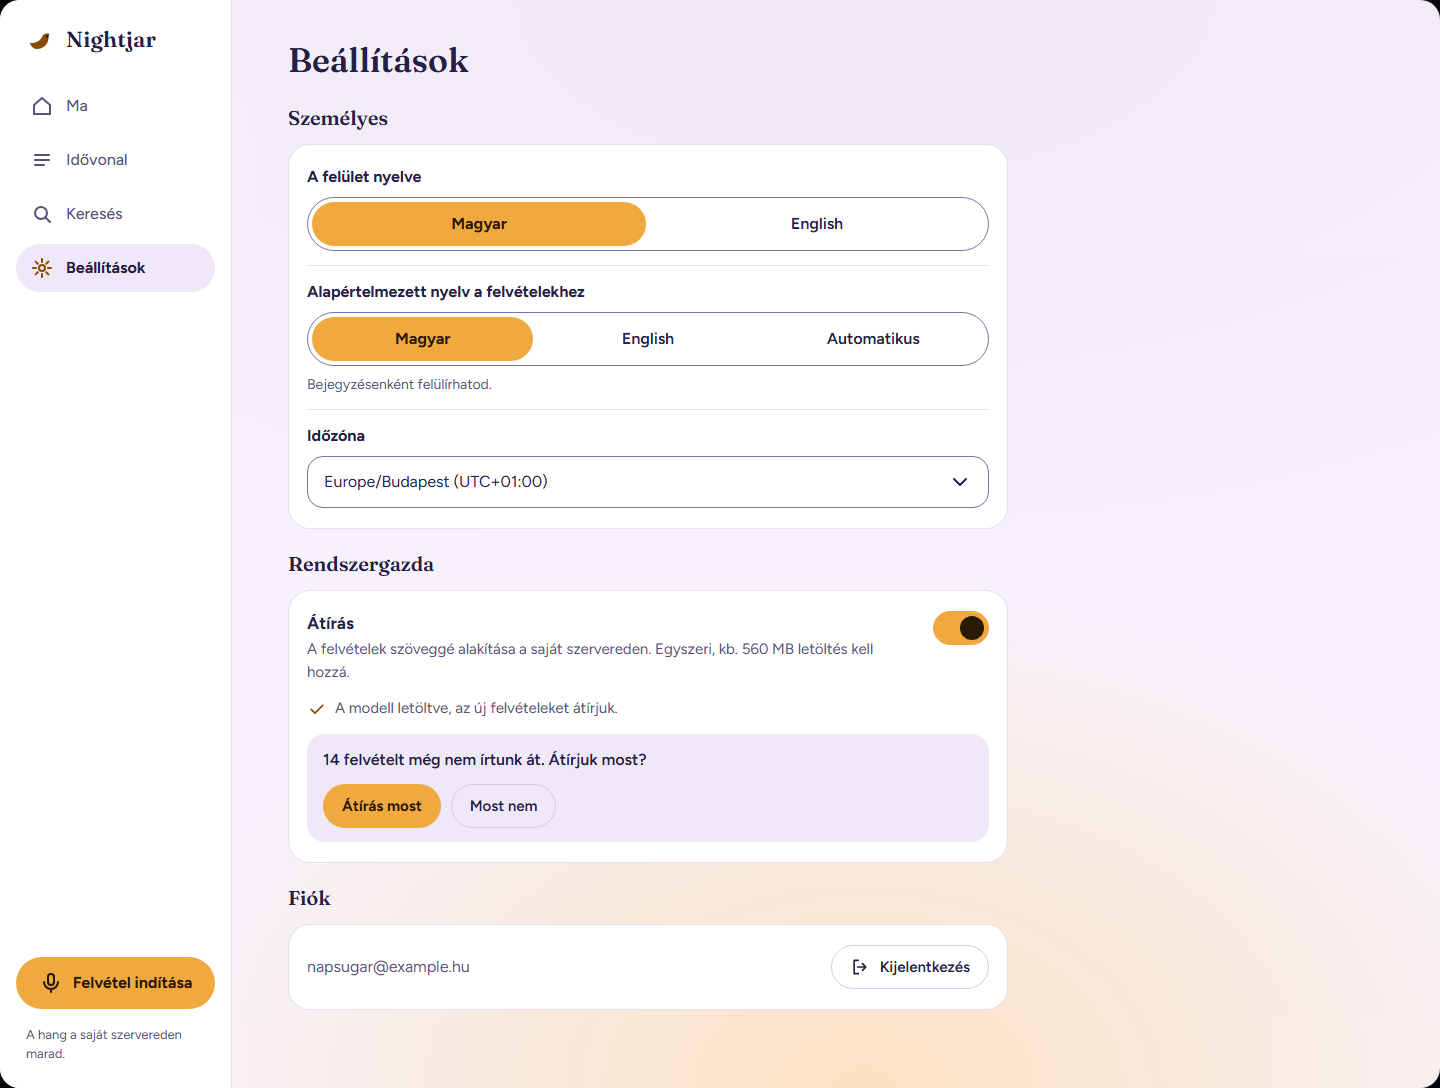 Nightjar
Ma
Idővonal
Keresés
Beállítások
Felvétel indítása
A hang a saját szervereden
marad.
Beállítások
Személyes
A felület nyelve
Magyar
English
Alapértelmezett nyelv a felvételekhez
Magyar
English
Automatikus
Bejegyzésenként felülírhatod.
Időzóna
Europe/Budapest (UTC+01:00)
Rendszergazda
Átírás
A felvételek szöveggé alakítása a saját szervereden. Egyszeri, kb. 560 MB letöltés kell
hozzá.
A modell letöltve, az új felvételeket átírjuk.
14 felvételt még nem írtunk át. Átírjuk most?
Átírás most
Most nem
Fiók
napsugar@example.hu
Kijelentkezés